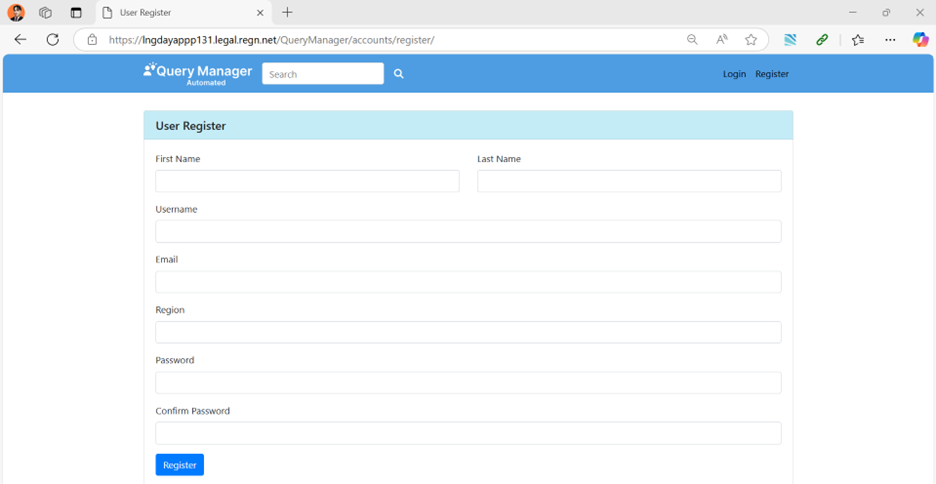 User Register
https://lngdayappp131.legal.regn.net/QueryManager/accounts/register/
Query Manager
Automated
Search
Login Register
User Register
First Name Last Name
Username
Email
Region
Password
Confirm Password
Register